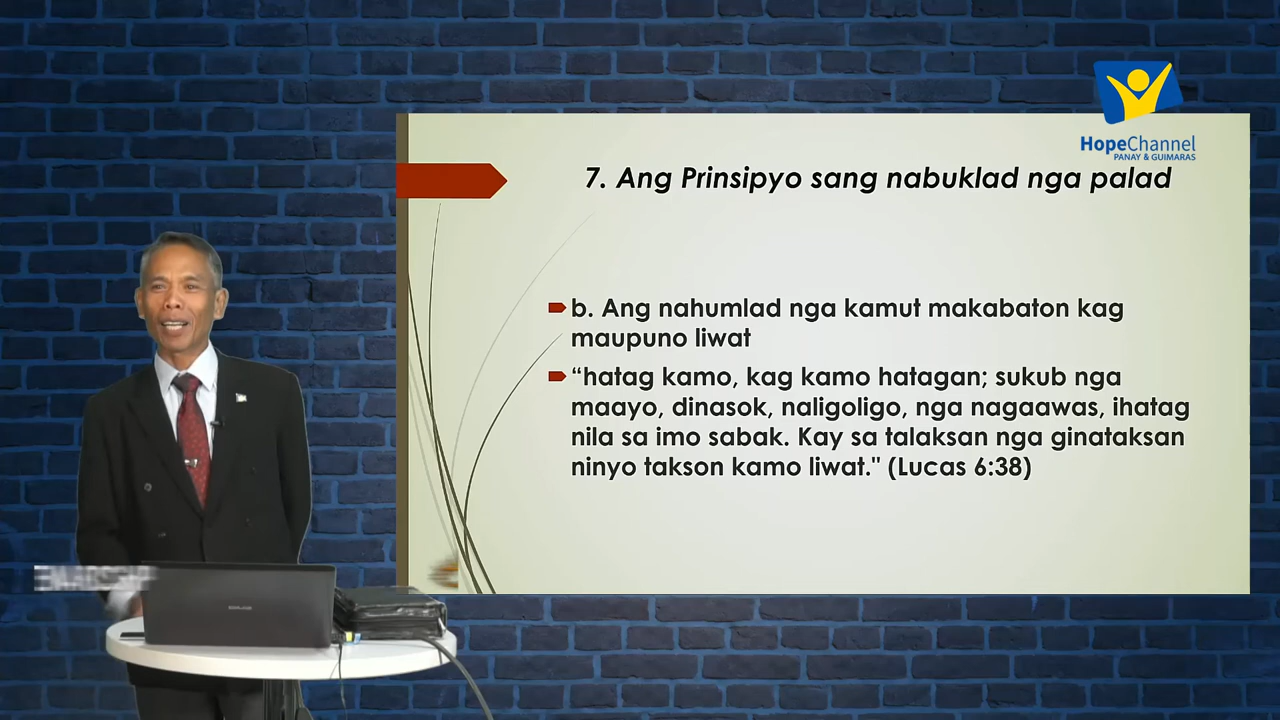 HopeChannel
PANAY & GUIMARAS
7. Ang Prinsipyo sang nabuklad nga palad
b. Ang nahumlad nga kamut makabaton kag
maupuno liwat
“hatag kamo, kag kamo hatagan; sukub nga
maayo, dinasok, naligoligo, nga nagaawas, ihatag
nila sa imo sabak. Kay sa talaksan nga ginataksan
ninyo takson kamo liwat." (Lucas 6:38)